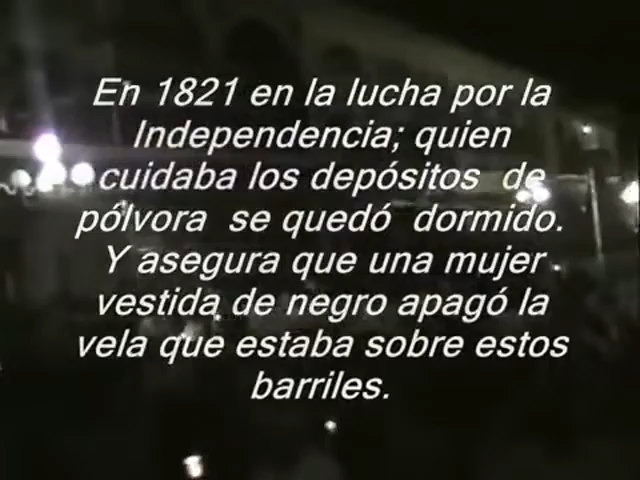 En 1821 en la lucha por la
Independencia; quien
cuidaba los depósitos de
pólvora se quedó dormido.
Y asegura que una mujer
vestida de negro apagó la
vela que estaba sobre estos
barriles.